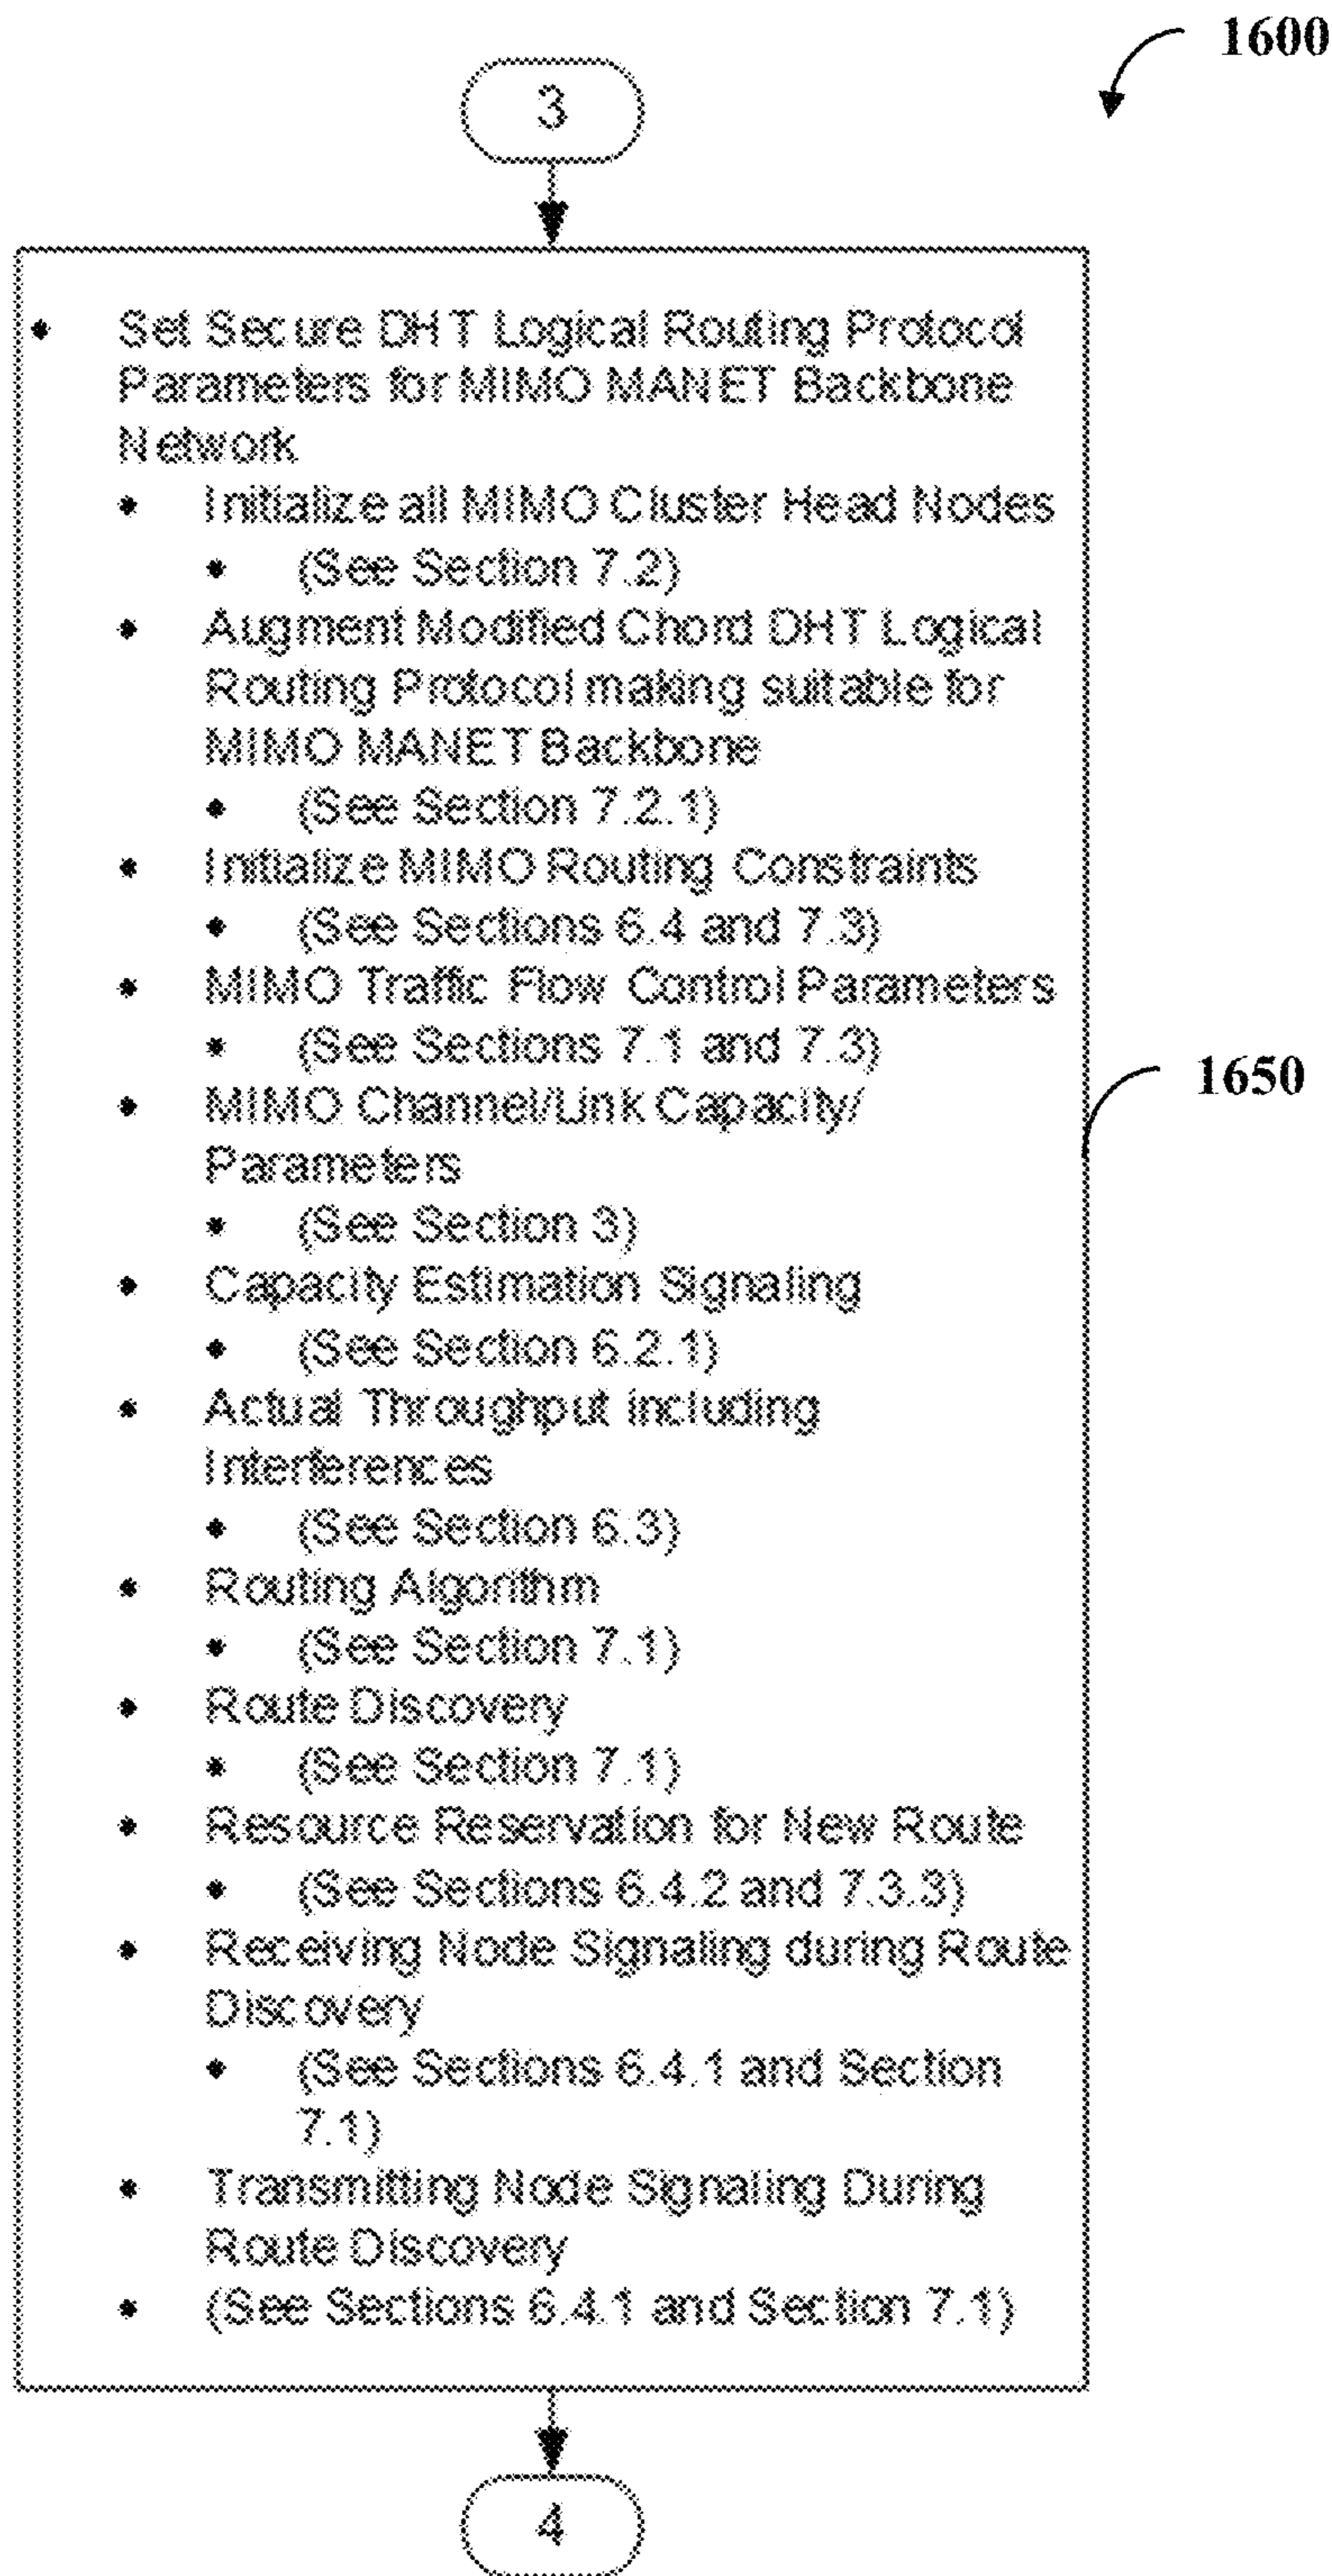 1600
3
• Set Secure DHT Logical Routing Protocol
Parameters for MIMO MANET Backbone
Network
• Initialize all MIMO Cluster Head Nodes
• (See Section 7.2)
• Augment Modified Chord DHT Logical
Routing Protocol making suitable for
MIMO MANET Backbone
• (See Section 7.2.1)
• Initialize MIMO Routing Constraints
• (See Sections 6.4 and 7.3)
• MIMO Traffic Flow Control Parameters
• (See Sections 7.1 and 7.3)
• MIMO Channel/Link Capacity/
Parameters
• (See Section 3)
• Capacity Estimation Signaling
• (See Section 6.2.1)
• Actual Throughput including
Interferences
• (See Section 6.3)
• Routing Algorithm
• (See Section 7.1)
• Route Discovery
• (See Section 7.1)
• Resource Reservation for New Route
• (See Sections 6.4.2 and 7.3.3)
• Receiving Node Signaling during Route
Discovery
• (See Sections 6.4.1 and Section
7.1)
• Transmitting Node Signaling During
Route Discovery
• (See Sections 6.4.1 and Section 7.1)
1650
4